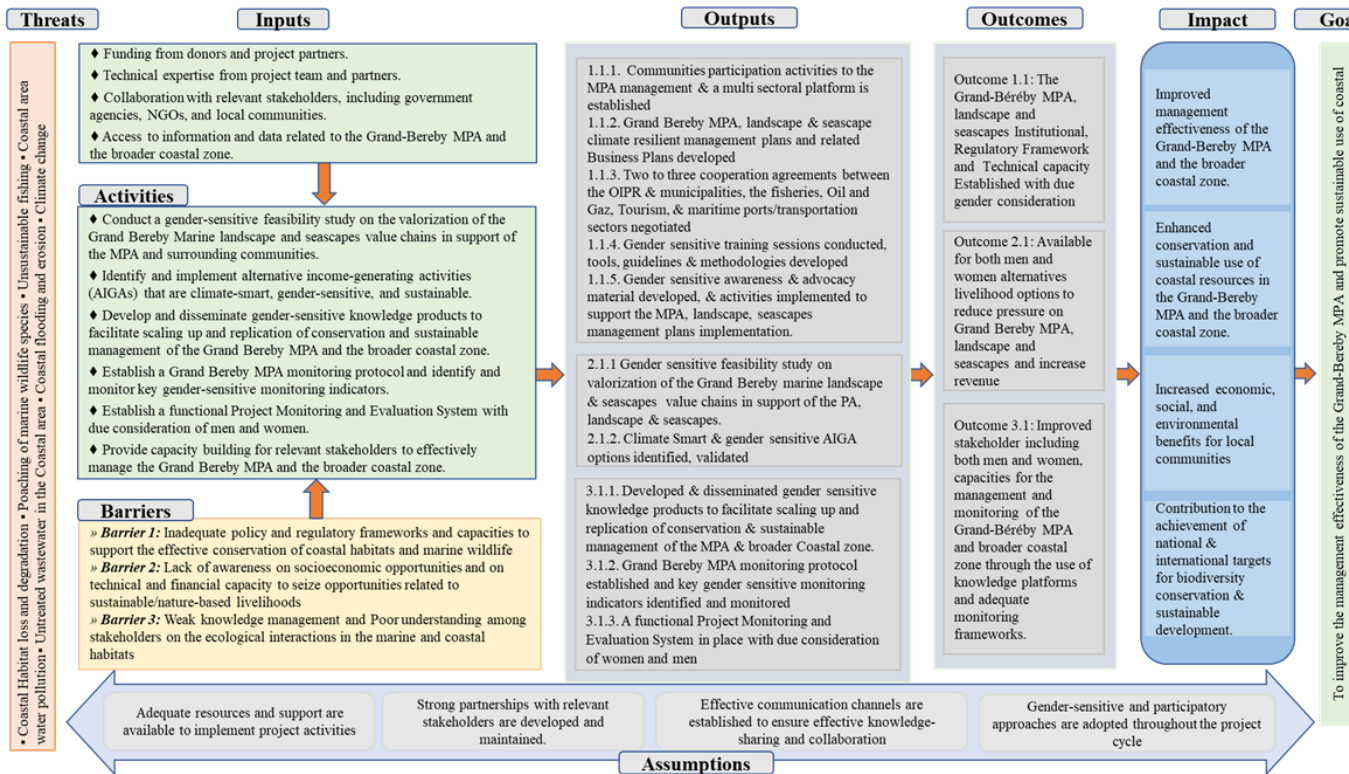 Threats
Inputs
Outputs
Outcomes
Impact
Goa
▪ Coastal Habitat loss and degradation ▪ Poaching of marine wildlife species ▪ Unsustainable fishing ▪ Coastal area
water pollution ▪ Untreated wastewater in the Coastal area ▪ Coastal flooding and erosion ▪ Climate change
♦ Funding from donors and project partners.
♦ Technical expertise from project team and partners.
♦ Collaboration with relevant stakeholders, including government
agencies, NGOs, and local communities.
♦ Access to information and data related to the Grand-Bereby MPA and
the broader coastal zone.
Activities
♦ Conduct a gender-sensitive feasibility study on the valorization of the
Grand Bereby Marine landscape and seascapes value chains in support of
the MPA and surrounding communities.
♦ Identify and implement alternative income-generating activities
(AIGAs) that are climate-smart, gender-sensitive, and sustainable.
♦ Develop and disseminate gender-sensitive knowledge products to
facilitate scaling up and replication of conservation and sustainable
management of the Grand Bereby MPA and the broader coastal zone.
♦ Establish a Grand Bereby MPA monitoring protocol and identify and
monitor key gender-sensitive monitoring indicators.
♦ Establish a functional Project Monitoring and Evaluation System with
due consideration of men and women.
♦ Provide capacity building for relevant stakeholders to effectively
manage the Grand Bereby MPA and the broader coastal zone.
Barriers
» Barrier 1: Inadequate policy and regulatory frameworks and capacities to
support the effective conservation of coastal habitats and marine wildlife
» Barrier 2: Lack of awareness on socioeconomic opportunities and on
technical and financial capacity to seize opportunities related to
sustainable/nature-based livelihoods
» Barrier 3: Weak knowledge management and Poor understanding among
stakeholders on the ecological interactions in the marine and coastal
habitats
1.1.1. Communities participation activities to the
MPA management & a multi sectoral platform is
established
1.1.2. Grand Bereby MPA, landscape & seascape
climate resilient management plans and related
Business Plans developed
1.1.3. Two to three cooperation agreements between
the OIPR & municipalities, the fisheries, Oil and
Gaz, Tourism, & maritime ports/transportation
sectors negotiated
1.1.4. Gender sensitive training sessions conducted,
tools, guidelines & methodologies developed
1.1.5. Gender sensitive awareness & advocacy
material developed, & activities implemented to
support the MPA, landscape, seascapes
management plans implementation.
2.1.1 Gender sensitive feasibility study on
valorization of the Grand Bereby marine landscape
& seascapes value chains in support of the PA,
landscape & seascapes.
2.1.2. Climate Smart & gender sensitive AIGA
options identified, validated
3.1.1. Developed & disseminated gender sensitive
knowledge products to facilitate scaling up and
replication of conservation & sustainable
management of the MPA & broader Coastal zone.
3.1.2. Grand Bereby MPA monitoring protocol
established and key gender sensitive monitoring
indicators identified and monitored
3.1.3. A functional Project Monitoring and
Evaluation System in place with due consideration
of women and men
Outcome 1.1: The
Grand-Béréby MPA,
landscape and
seascapes Institutional,
Regulatory Framework
and Technical capacity
Established with due
gender consideration
Outcome 2.1: Available
for both men and
women alternatives
livelihood options to
reduce pressure on
Grand Bereby MPA,
landscape and
seascapes and increase
revenue
Outcome 3.1: Improved
stakeholder including
both men and women,
capacities for the
management and
monitoring of the
Grand-Béréby MPA
and broader coastal
zone through the use of
knowledge platforms
and adequate
monitoring
frameworks.
Improved
management
effectiveness of the
Grand-Bereby MPA
and the broader
coastal zone.
Enhanced
conservation and
sustainable use of
coastal resources in
the Grand-Bereby
MPA and the broader
coastal zone.
Increased economic,
social, and
environmental
benefits for local
communities
Contribution to the
achievement of
national &
international targets
for biodiversity
conservation &
sustainable
development.
To improve the management effectiveness of the Grand-Bereby MPA and promote sustainable use of coastal
Adequate resources and support are
available to implement project activities
Strong partnerships with relevant
stakeholders are developed and
maintained.
Effective communication channels are
established to ensure effective knowledge-
sharing and collaboration
Gender-sensitive and participatory
approaches are adopted throughout the project
cycle
Assumptions